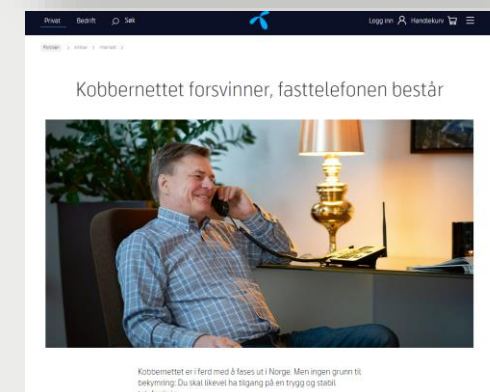 Privat Bedrift Søk Logg inn Handlekurv
Kobbernettet forsvinner, fasttelefonen består
Kobbernettet er i ferd med å fases ut i Norge. Men ingen grunn til
bekymring: Du skal likevel ha tilgang på en trygg og stabil